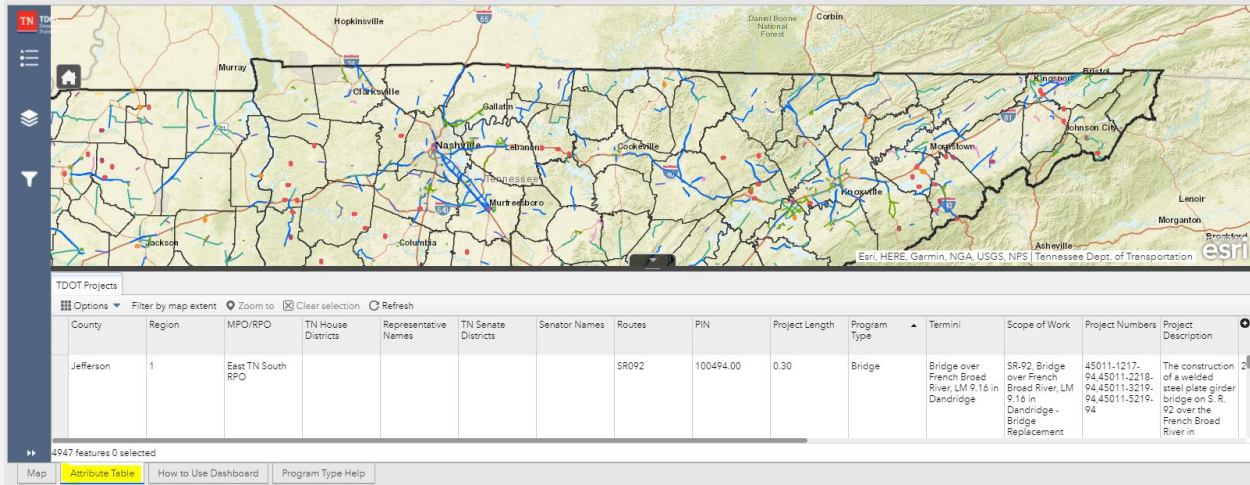 TN
Hopkinsville
65
Daniel Boone
National
Forest
Corbin
Murray
24
Clarksville
Gallatin
Kingsport
Bristol
81
Johnson City
Nashville
Lebanon
Cookeville
Morristown
Tennessee
Knoxville
Murfreesboro
40
840
Lenoir
Morganton
Jackson
Columbia
Asheville
Esri, HERE, Garmin, NGA, USGS, NPS | Tennessee Dept. of Transportation
esri
TDOT Projects
Options Filter by map extent Zoom to Clear selection Refresh
County Region MPO/RPO TN House Districts Representative Names TN Senate Districts Senator Names Routes PIN Project Length Program Type Termini Scope of Work Project Numbers Project Description
Jefferson 1 East TN South RPO SR092 100494.00 0.30 Bridge
Bridge over
French Broad
River, LM 9.16 in
Dandridge
SR-92, Bridge
over French
Broad River, LM
9.16 in
Dandridge -
Bridge
Replacement
45011-1217-
94,45011-2218-
94,45011-3219-
94,45011-5219-
94
The construction
of a welded
steel plate girder
bridge on S. R.
92 over the
French Broad
River in
4947 features 0 selected
Map Attribute Table How to Use Dashboard Program Type Help